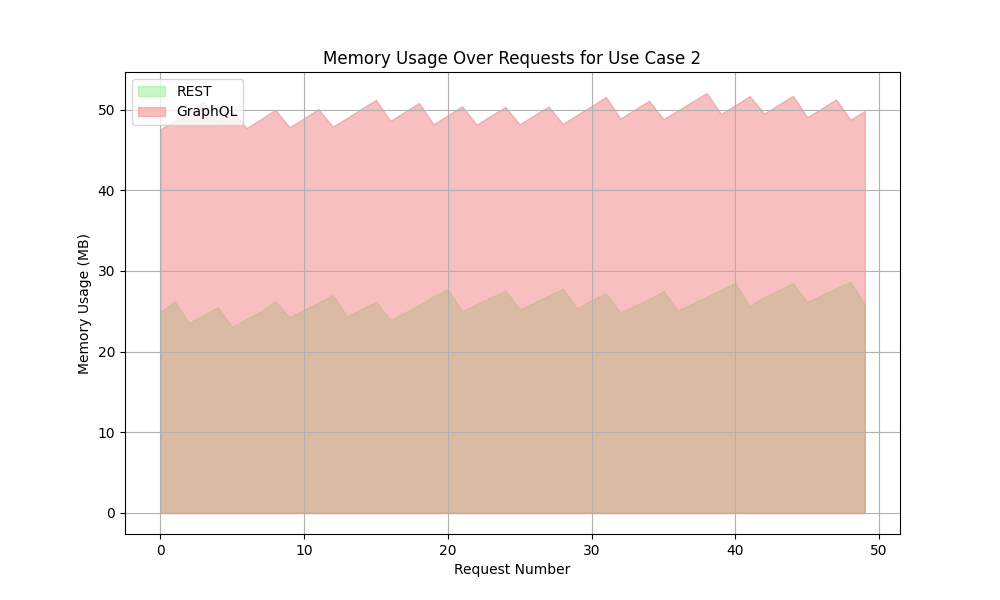 Memory Usage Over Requests for Use Case 2
REST
GraphQL
Memory Usage (MB)
50
40
30
20
10
0
0 10 20 30 40 50
Request Number